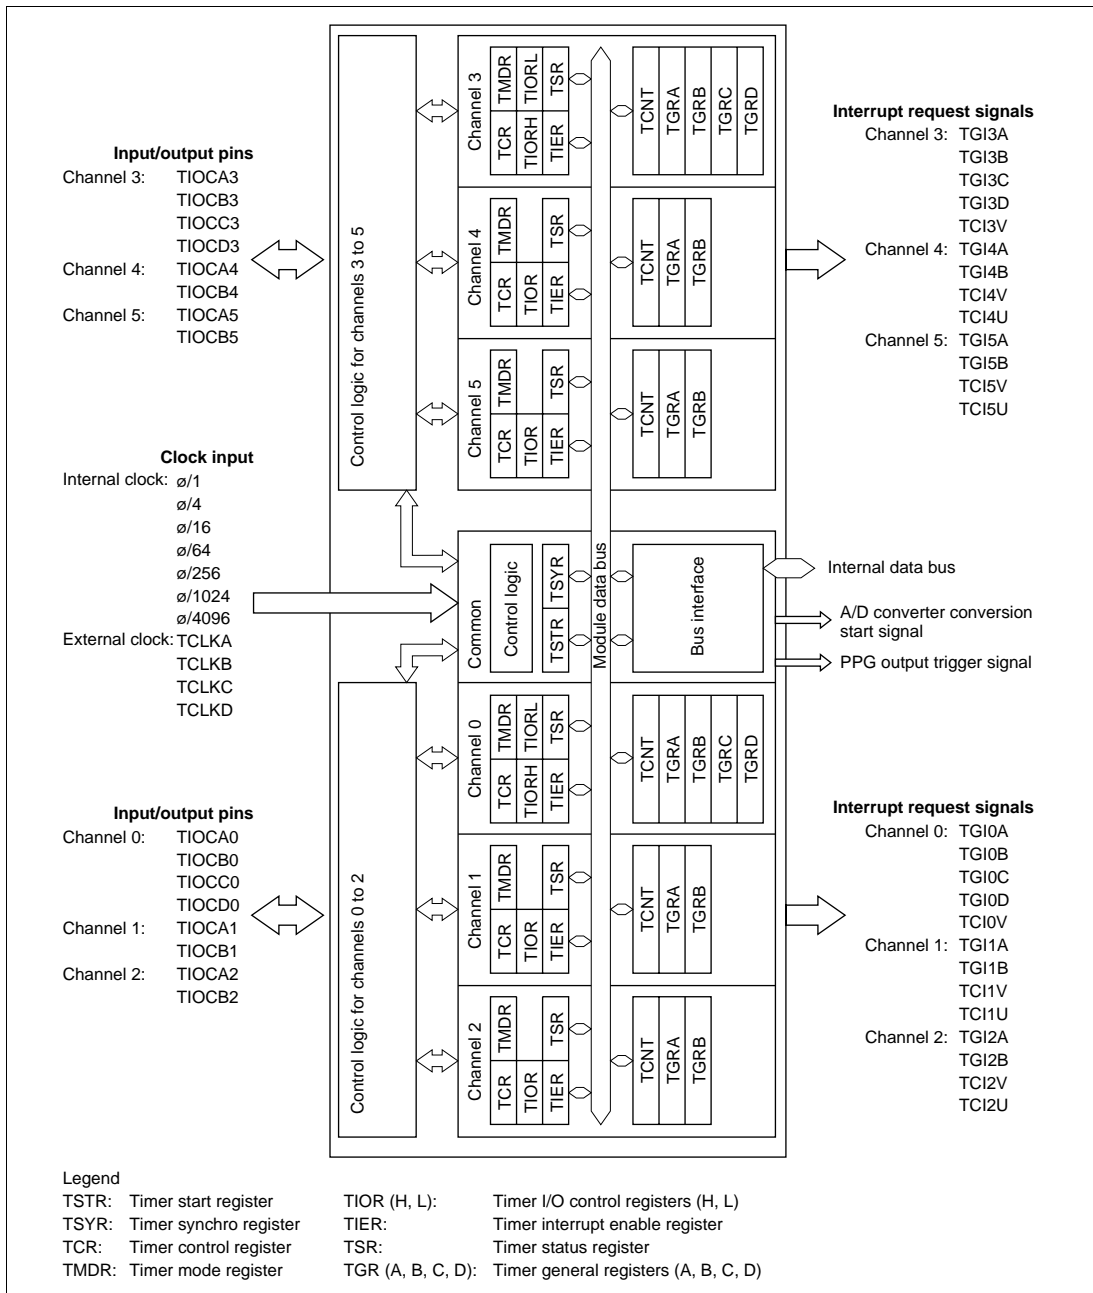 Input/output pins
Channel 3: TIOCA3
TIOCB3
TIOCC3
TIOCD3
Channel 4: TIOCA4
TIOCB4
Channel 5: TIOCA5
TIOCB5
Clock input
Internal clock: ø/1
ø/4
ø/16
ø/64
ø/256
ø/1024
ø/4096
External clock: TCLKA
TCLKB
TCLKC
TCLKD
Input/output pins
Channel 0: TIOCA0
TIOCB0
TIOCC0
TIOCD0
Channel 1: TIOCA1
TIOCB1
Channel 2: TIOCA2
TIOCB2
Control logic for channels 3 to 5
Control logic for channels 0 to 2
Channel 3
TMDR TIORL TSR
TCR TIORH TIER
TCNT TGRA TGRB TGRC TGRD
Channel 4
TMDR TSR
TCR TIOR TIER
TCNT TGRA TGRB
Channel 5
TMDR TSR
TCR TIOR TIER
TCNT TGRA TGRB
Common
Control logic
TSTR TSYR
Module data bus
Bus interface
Channel 0
TMDR TIORL TSR
TCR TIORH TIER
TCNT TGRA TGRB TGRC TGRD
Channel 1
TMDR TSR
TCR TIOR TIER
TCNT TGRA TGRB
Channel 2
TMDR TSR
TCR TIOR TIER
TCNT TGRA TGRB
Interrupt request signals
Channel 3: TGI3A
TGI3B
TGI3C
TGI3D
TCI3V
Channel 4: TGI4A
TGI4B
TCI4V
TCI4U
Channel 5: TGI5A
TGI5B
TCI5V
TCI5U
Internal data bus
A/D converter conversion
start signal
PPG output trigger signal
Interrupt request signals
Channel 0: TGI0A
TGI0B
TGI0C
TGI0D
TCI0V
Channel 1: TGI1A
TGI1B
TCI1V
TCI1U
Channel 2: TGI2A
TGI2B
TCI2V
TCI2U
Legend
TSTR: Timer start register TIOR (H, L): Timer I/O control registers (H, L)
TSYR: Timer synchro register TIER: Timer interrupt enable register
TCR: Timer control register TSR: Timer status register
TMDR: Timer mode register TGR (A, B, C, D): Timer general registers (A, B, C, D)